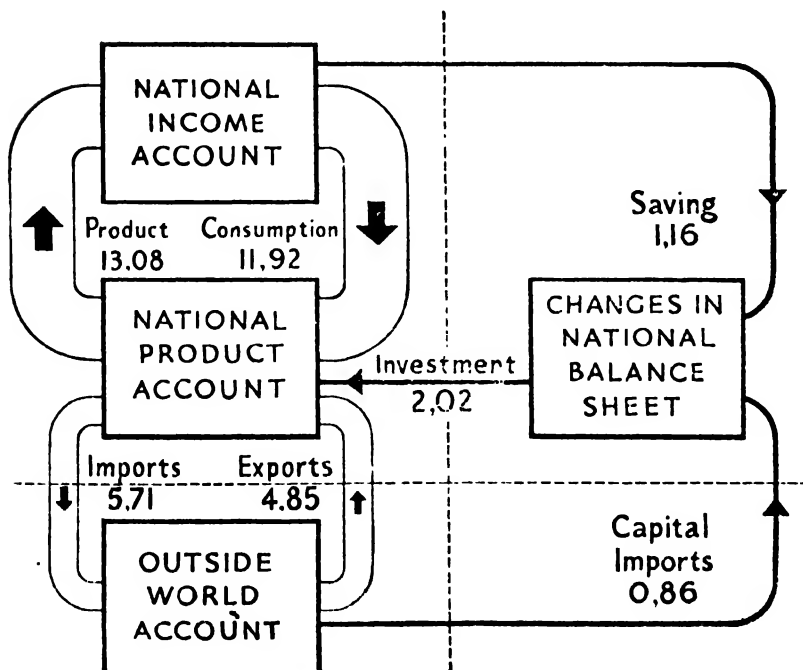 NATIONAL
INCOME
ACCOUNT
Product
13.08
Consumption
11,92
Saving
1,16
NATIONAL
PRODUCT
ACCOUNT
Investment
2,02
CHANGES IN
NATIONAL
BALANCE
SHEET
Imports
5,71
Exports
4.85
OUTSIDE
WORLD
ACCOUNT
Capital
Imports
0,86